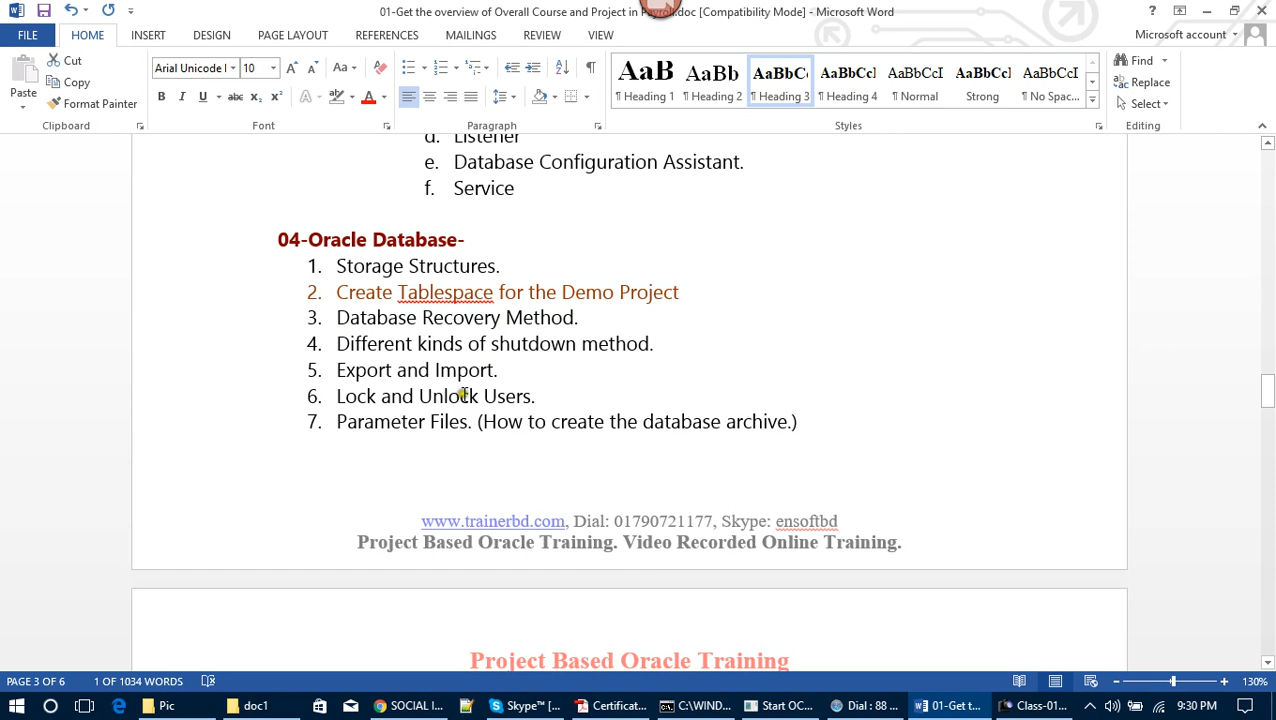 01-Get the overview of Overall Course and Project in Payroll.doc [Compatibility Mode] - Microsoft Word
FILE HOME INSERT DESIGN PAGE LAYOUT REFERENCES MAILINGS REVIEW VIEW Microsoft account
Cut
Copy
Format Painter
Paste
Clipboard
Arial Unicode 10
Font
Paragraph
AaB AaBb AaBbC AaBbCcI AaBbCcI AaBbCcI AaBbCcI
Heading 1 Heading 2 Heading 3 Heading 4 Normal Strong No Spac...
Styles
Find
Replace
Select
Editing
d. Listener
e. Database Configuration Assistant.
f. Service
04-Oracle Database-
1. Storage Structures.
2. Create Tablespace for the Demo Project
3. Database Recovery Method.
4. Different kinds of shutdown method.
5. Export and Import.
6. Lock and Unlock Users.
7. Parameter Files. (How to create the database archive.)
www.trainerbd.com, Dial: 01790721177, Skype: ensoftbd
Project Based Oracle Training. Video Recorded Online Training.
Project Based Oracle Training
PAGE 3 OF 6 1 OF 1034 WORDS 130%
Pic doc1 SOCIAL I... Skype™ [... Certificat... C:\WIND... Start OC... Dial : 88 ... 01-Get t... Class-01... 9:30 PM